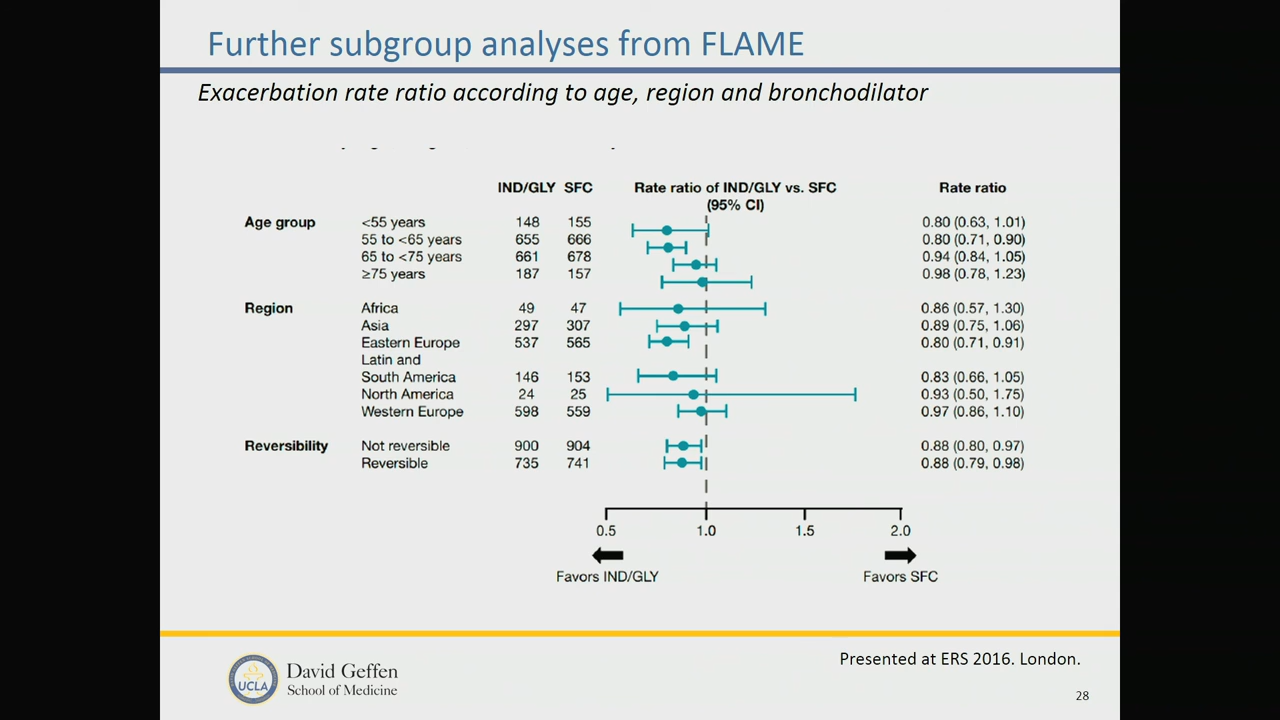 Further subgroup analyses from FLAME
Exacerbation rate ratio according to age, region and bronchodilator
IND/GLY SFC Rate ratio of IND/GLY vs. SFC (95% CI) Rate ratio
Age group <55 years 148 155 0.80 (0.63, 1.01)
55 to <65 years 655 666 0.80 (0.71, 0.90)
65 to <75 years 661 678 0.94 (0.84, 1.05)
≥75 years 187 157 0.98 (0.78, 1.23)
Region Africa 49 47 0.86 (0.57, 1.30)
Asia 297 307 0.89 (0.75, 1.06)
Eastern Europe 537 565 0.80 (0.71, 0.91)
Latin and
South America 146 153 0.83 (0.66, 1.05)
North America 24 25 0.93 (0.50, 1.75)
Western Europe 598 559 0.97 (0.86, 1.10)
Reversibility Not reversible 900 904 0.88 (0.80, 0.97)
Reversible 735 741 0.88 (0.79, 0.98)
0.5 1.0 1.5 2.0
Favors IND/GLY Favors SFC
UCLA
David Geffen
School of Medicine
Presented at ERS 2016. London.
28